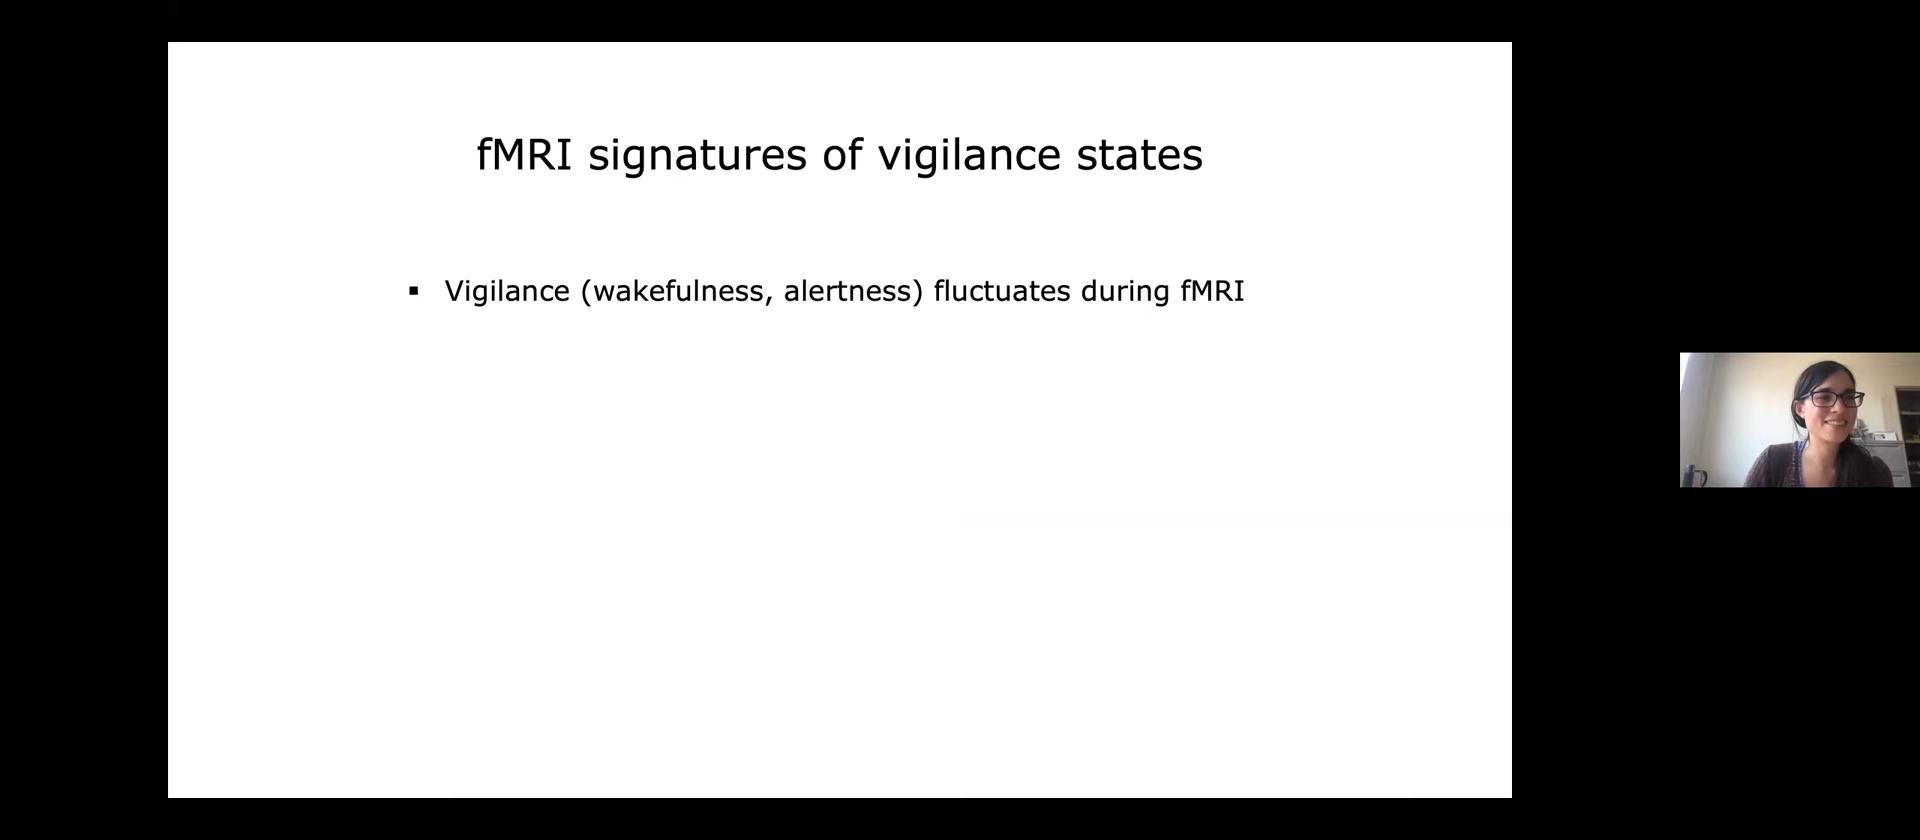 fMRI signatures of vigilance states
▪ Vigilance (wakefulness, alertness) fluctuates during fMRI